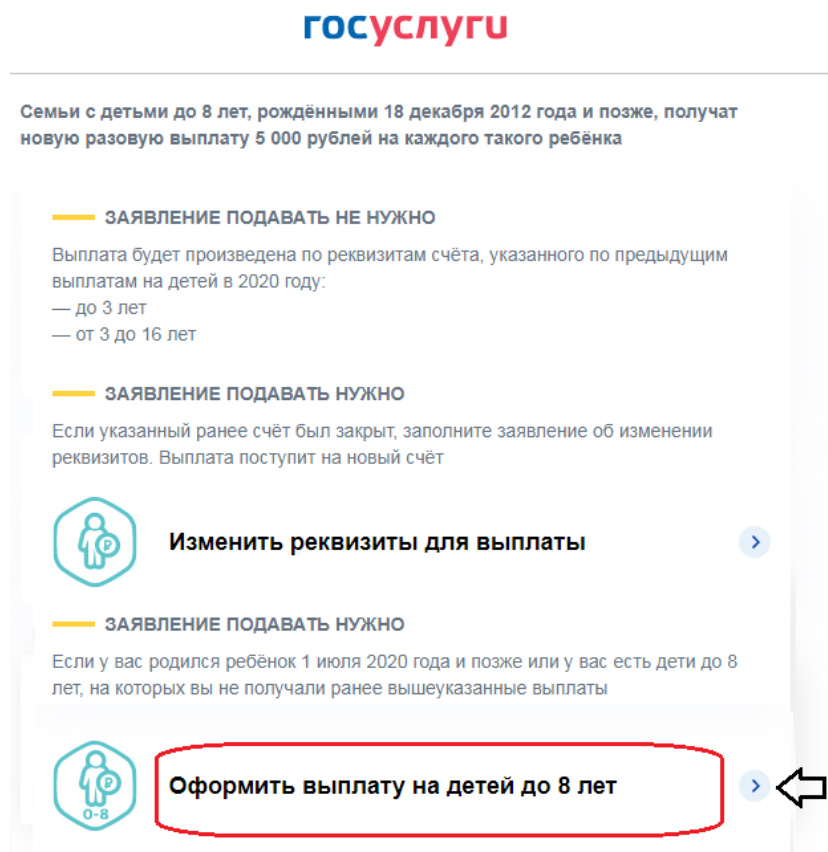 госуслуги
Семьи с детьми до 8 лет, рождёнными 18 декабря 2012 года и позже, получат
новую разовую выплату 5 000 рублей на каждого такого ребёнка
ЗАЯВЛЕНИЕ ПОДАВАТЬ НЕ НУЖНО
Выплата будет произведена по реквизитам счёта, указанного по предыдущим
выплатам на детей в 2020 году:
— до 3 лет
— от 3 до 16 лет
ЗАЯВЛЕНИЕ ПОДАВАТЬ НУЖНО
Если указанный ранее счёт был закрыт, заполните заявление об изменении
реквизитов. Выплата поступит на новый счёт
₽
Изменить реквизиты для выплаты
ЗАЯВЛЕНИЕ ПОДАВАТЬ НУЖНО
Если у вас родился ребёнок 1 июля 2020 года и позже или у вас есть дети до 8
лет, на которых вы не получали ранее вышеуказанные выплаты
₽
0-8
Оформить выплату на детей до 8 лет